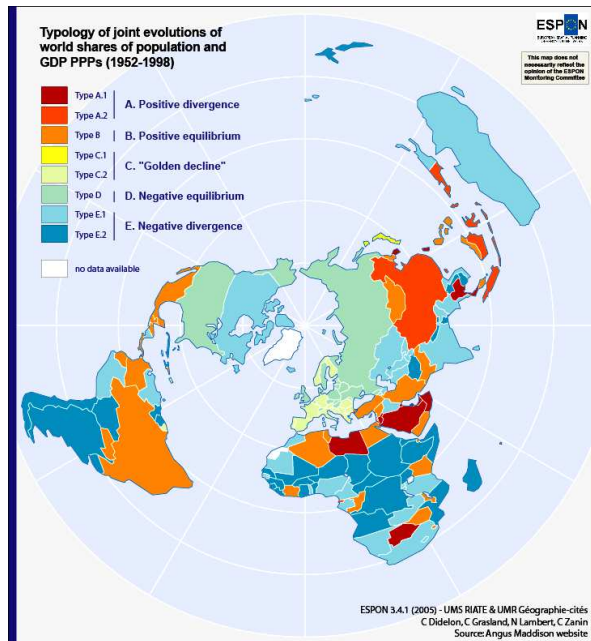 Typology of joint evolutions of
world shares of population and
GDP PPPs (1952-1998)
ESPON
This map does not
necessarily reflect the
opinion of the ESPON
Monitoring Committee
Type A.1
Type A.2
A. Positive divergence
Type B
B. Positive equilibrium
Type C.1
Type C.2
C. "Golden decline"
Type D
D. Negative equilibrium
Type E.1
Type E.2
E. Negative divergence
no data available
ESPON 3.4.1 (2005) - UMS RIATE & UMR Géographie-cités
C Didelon, C Grasland, N Lambert, C Zanin
Source: Angus Maddison website